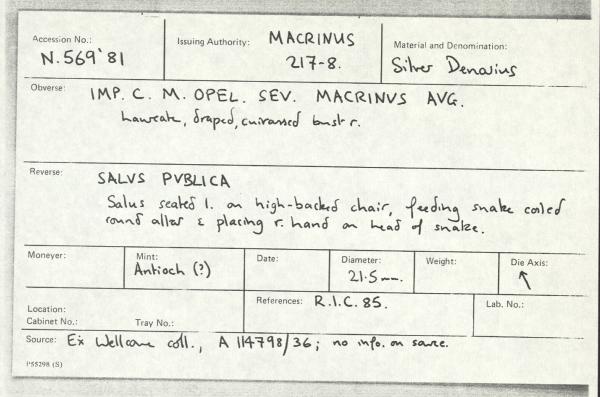 Accession No.: N.569'81
Issuing Authority: MACRINUS
217-8.
Material and Denomination:
Silver Denarius
Obverse: IMP. C. M. OPEL. SEV. MACRINVS AVG.
Laureate, draped, cuirassed bust r.
Reverse: SALVS PVBLICA
Salus seated l. on high-backed chair, feeding snake coiled
round altar & placing r. hand on head of snake.
Moneyer:
Mint: Antioch (?)
Date:
Diameter: 21.5mm.
Weight:
Die Axis: ↖
Location:
Cabinet No.: Tray No.:
References: R.I.C. 85.
Lab. No.:
Source: Ex Wellcome coll., A 114798/36; no info. on source.
P55298 (S)